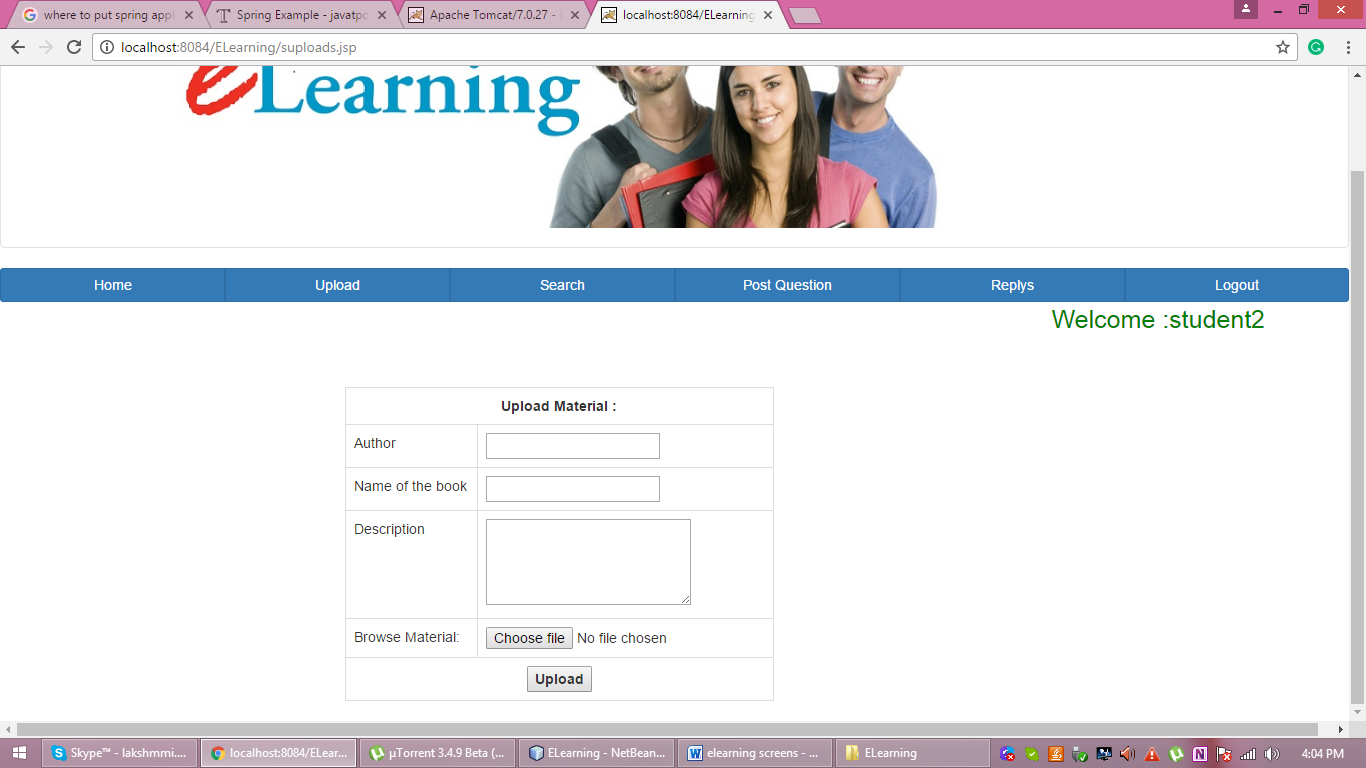 where to put spring appl
Spring Example - javatpo
Apache Tomcat/7.0.27 -
localhost:8084/ELearning
localhost:8084/ELearning/suploads.jsp
eLearning
Home Upload Search Post Question Replys Logout
Welcome :student2
Upload Material :
Author
Name of the book
Description
Browse Material: Choose file No file chosen
Upload
Skype™ - lakshmmi.... localhost:8084/ELear... µTorrent 3.4.9 Beta (... ELearning - NetBean... elearning screens - ... ELearning 4:04 PM